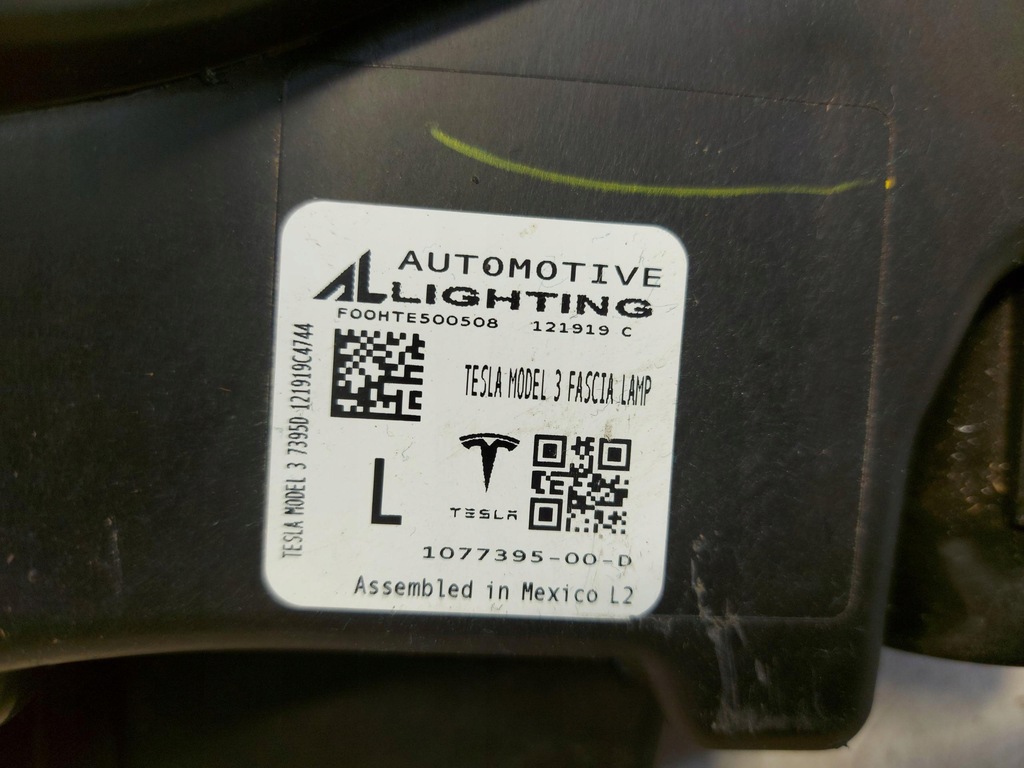 AL AUTOMOTIVE
LIGHTING
F00HTE500508 121919 C
TESLA MODEL 3 FASCIA LAMP
TESLA MODEL 3 7395D 121919C4744
L
TESLA
1077395-00-D
Assembled in Mexico L2